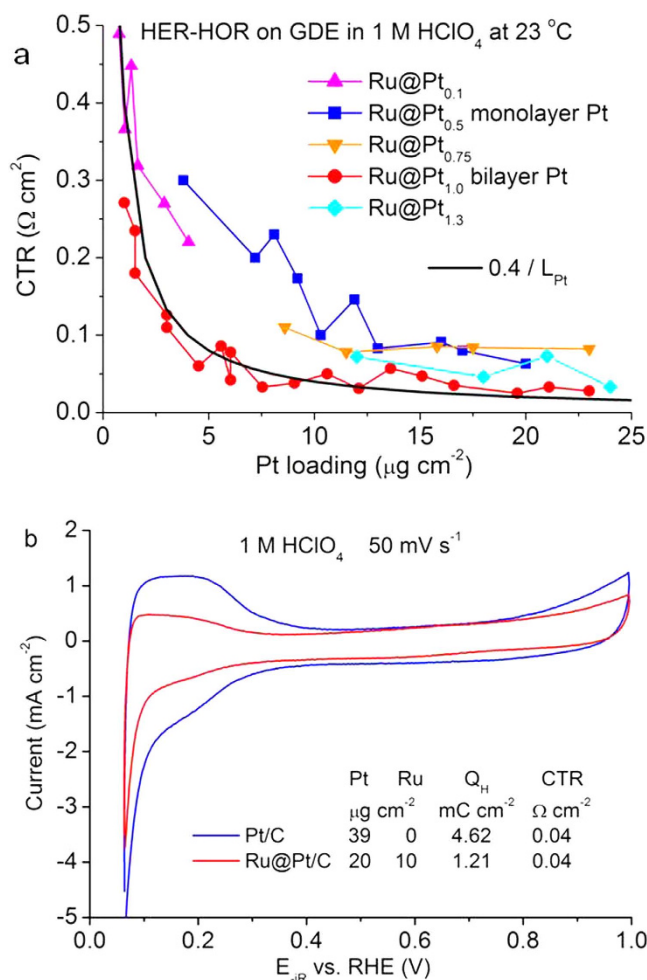 a
HER-HOR on GDE in 1 M HClO₄ at 23 °C
Ru@Pt₀.₁
Ru@Pt₀.₅ monolayer Pt
Ru@Pt₀.₇₅
Ru@Pt₁.₀ bilayer Pt
Ru@Pt₁.₃
0.4 / L_Pt
CTR (Ω cm²)
0.5
0.4
0.3
0.2
0.1
0.0
0 5 10 15 20 25
Pt loading (μg cm⁻²)
b
1 M HClO₄ 50 mV s⁻¹
Current (mA cm⁻²)
2
1
0
-1
-2
-3
-4
-5
Pt Ru Q_H CTR
μg cm⁻² mC cm⁻² Ω cm²
Pt/C 39 0 4.62 0.04
Ru@Pt/C 20 10 1.21 0.04
0.0 0.2 0.4 0.6 0.8 1.0
E_-iR vs. RHE (V)